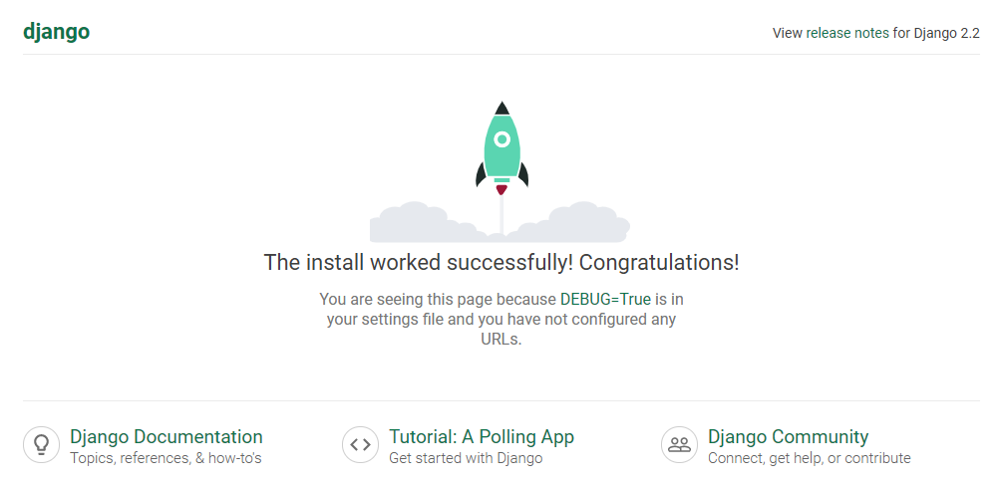 django
View release notes for Django 2.2
The install worked successfully! Congratulations!
You are seeing this page because DEBUG=True is in
your settings file and you have not configured any
URLs.
Django Documentation
Topics, references, & how-to's
Tutorial: A Polling App
Get started with Django
Django Community
Connect, get help, or contribute